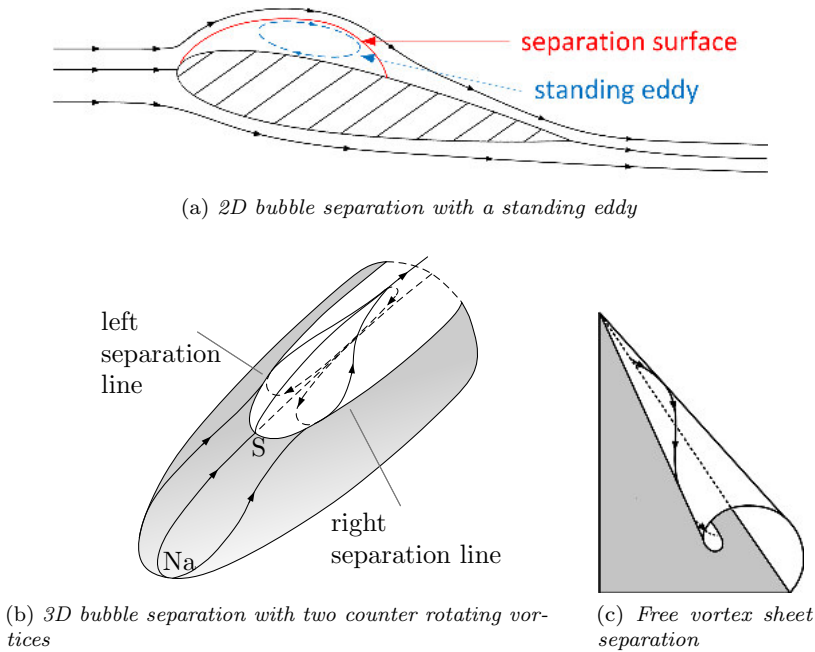 separation surface
standing eddy
(a) 2D bubble separation with a standing eddy
left
separation
line
S
Na
right
separation line
(b) 3D bubble separation with two counter rotating vor-
tices
(c) Free vortex sheet
separation